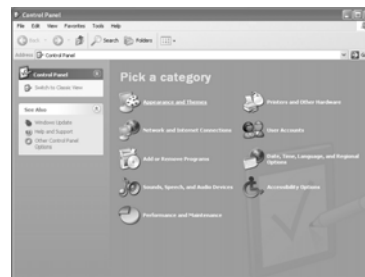 Control Panel
File Edit View Favorites Tools Help
Back Search Folders
Address Control Panel Go
Control Panel
Switch to Classic View
See Also
Windows Update
Help and Support
Other Control Panel
Options
Pick a category
Appearance and Themes
Printers and Other Hardware
Network and Internet Connections
User Accounts
Add or Remove Programs
Date, Time, Language, and Regional
Options
Sounds, Speech, and Audio Devices
Accessibility Options
Performance and Maintenance